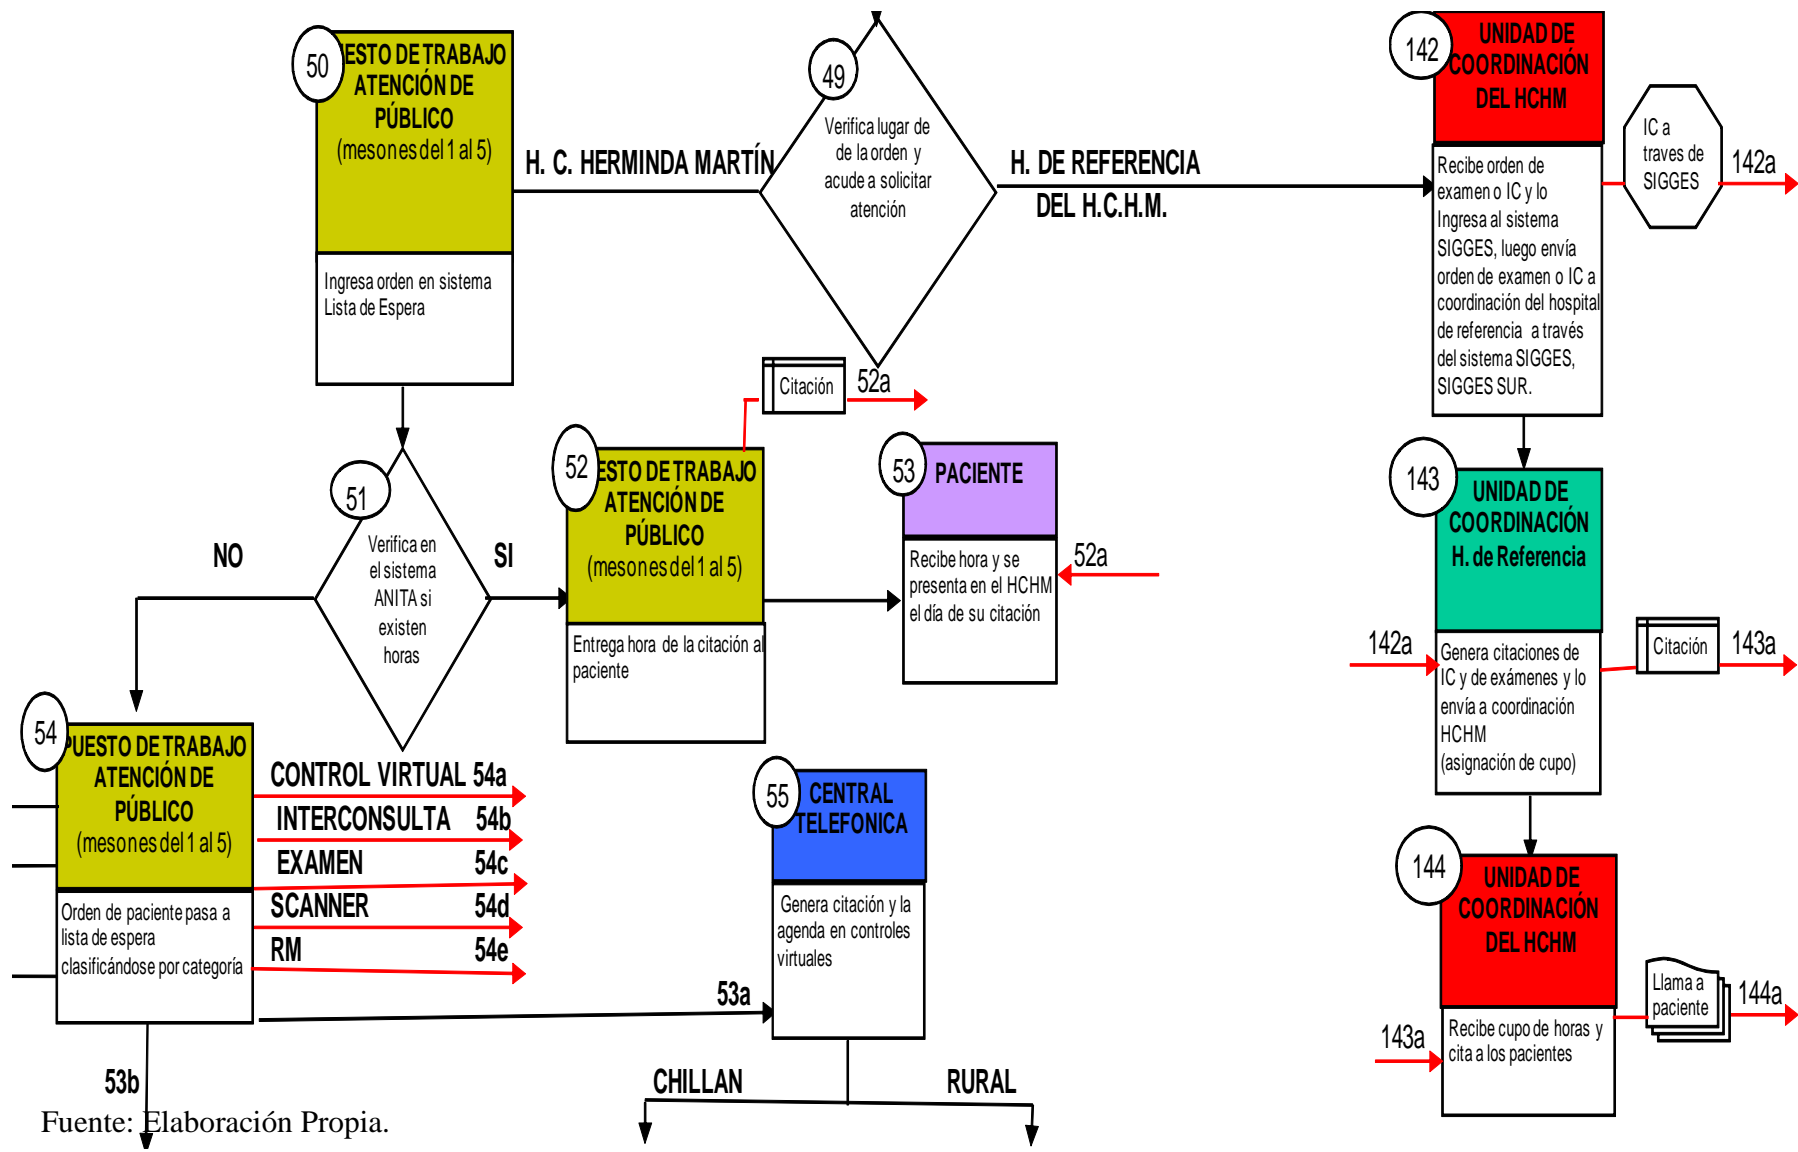 50
ESTO DE TRABAJO
ATENCIÓN DE
PÚBLICO
(mesones del 1 al 5)
Ingresa orden en sistema
Lista de Espera
H. C. HERMINDA MARTÍN
49
Verifica lugar de
de la orden y
acude a solicitar
atención
H. DE REFERENCIA
DEL H.C.H.M.
142
UNIDAD DE
COORDINACIÓN
DEL HCHM
Recibe orden de
examen o IC y lo
Ingresa al sistema
SIGGES, luego envía
orden de examen o IC a
coordinación del hospital
de referencia a través
del sistema SIGGES,
SIGGES SUR.
IC a
traves de
SIGGES
142a
51
Verifica en
el sistema
ANITA si
existen
horas
NO
SI
52
ESTO DE TRABAJO
ATENCIÓN DE
PÚBLICO
(mesones del 1 al 5)
Entrega hora de la citación al
paciente
Citación
52a
53
PACIENTE
Recibe hora y se
presenta en el HCHM
el día de su citación
52a
143
UNIDAD DE
COORDINACIÓN
H. de Referencia
142a
Genera citaciones de
IC y de exámenes y lo
envía a coordinación
HCHM
(asignación de cupo)
Citación
143a
54
PUESTO DE TRABAJO
ATENCIÓN DE
PÚBLICO
(mesones del 1 al 5)
Orden de paciente pasa a
lista de espera
clasificándose por categoría
CONTROL VIRTUAL 54a
INTERCONSULTA 54b
EXAMEN 54c
SCANNER 54d
RM 54e
53a
53b
55
CENTRAL
TELEFONICA
Genera citación y la
agenda en controles
virtuales
CHILLAN
RURAL
144
UNIDAD DE
COORDINACIÓN
DEL HCHM
143a
Recibe cupo de horas y
cita a los pacientes
Llama a
paciente
144a
Fuente: Elaboración Propia.